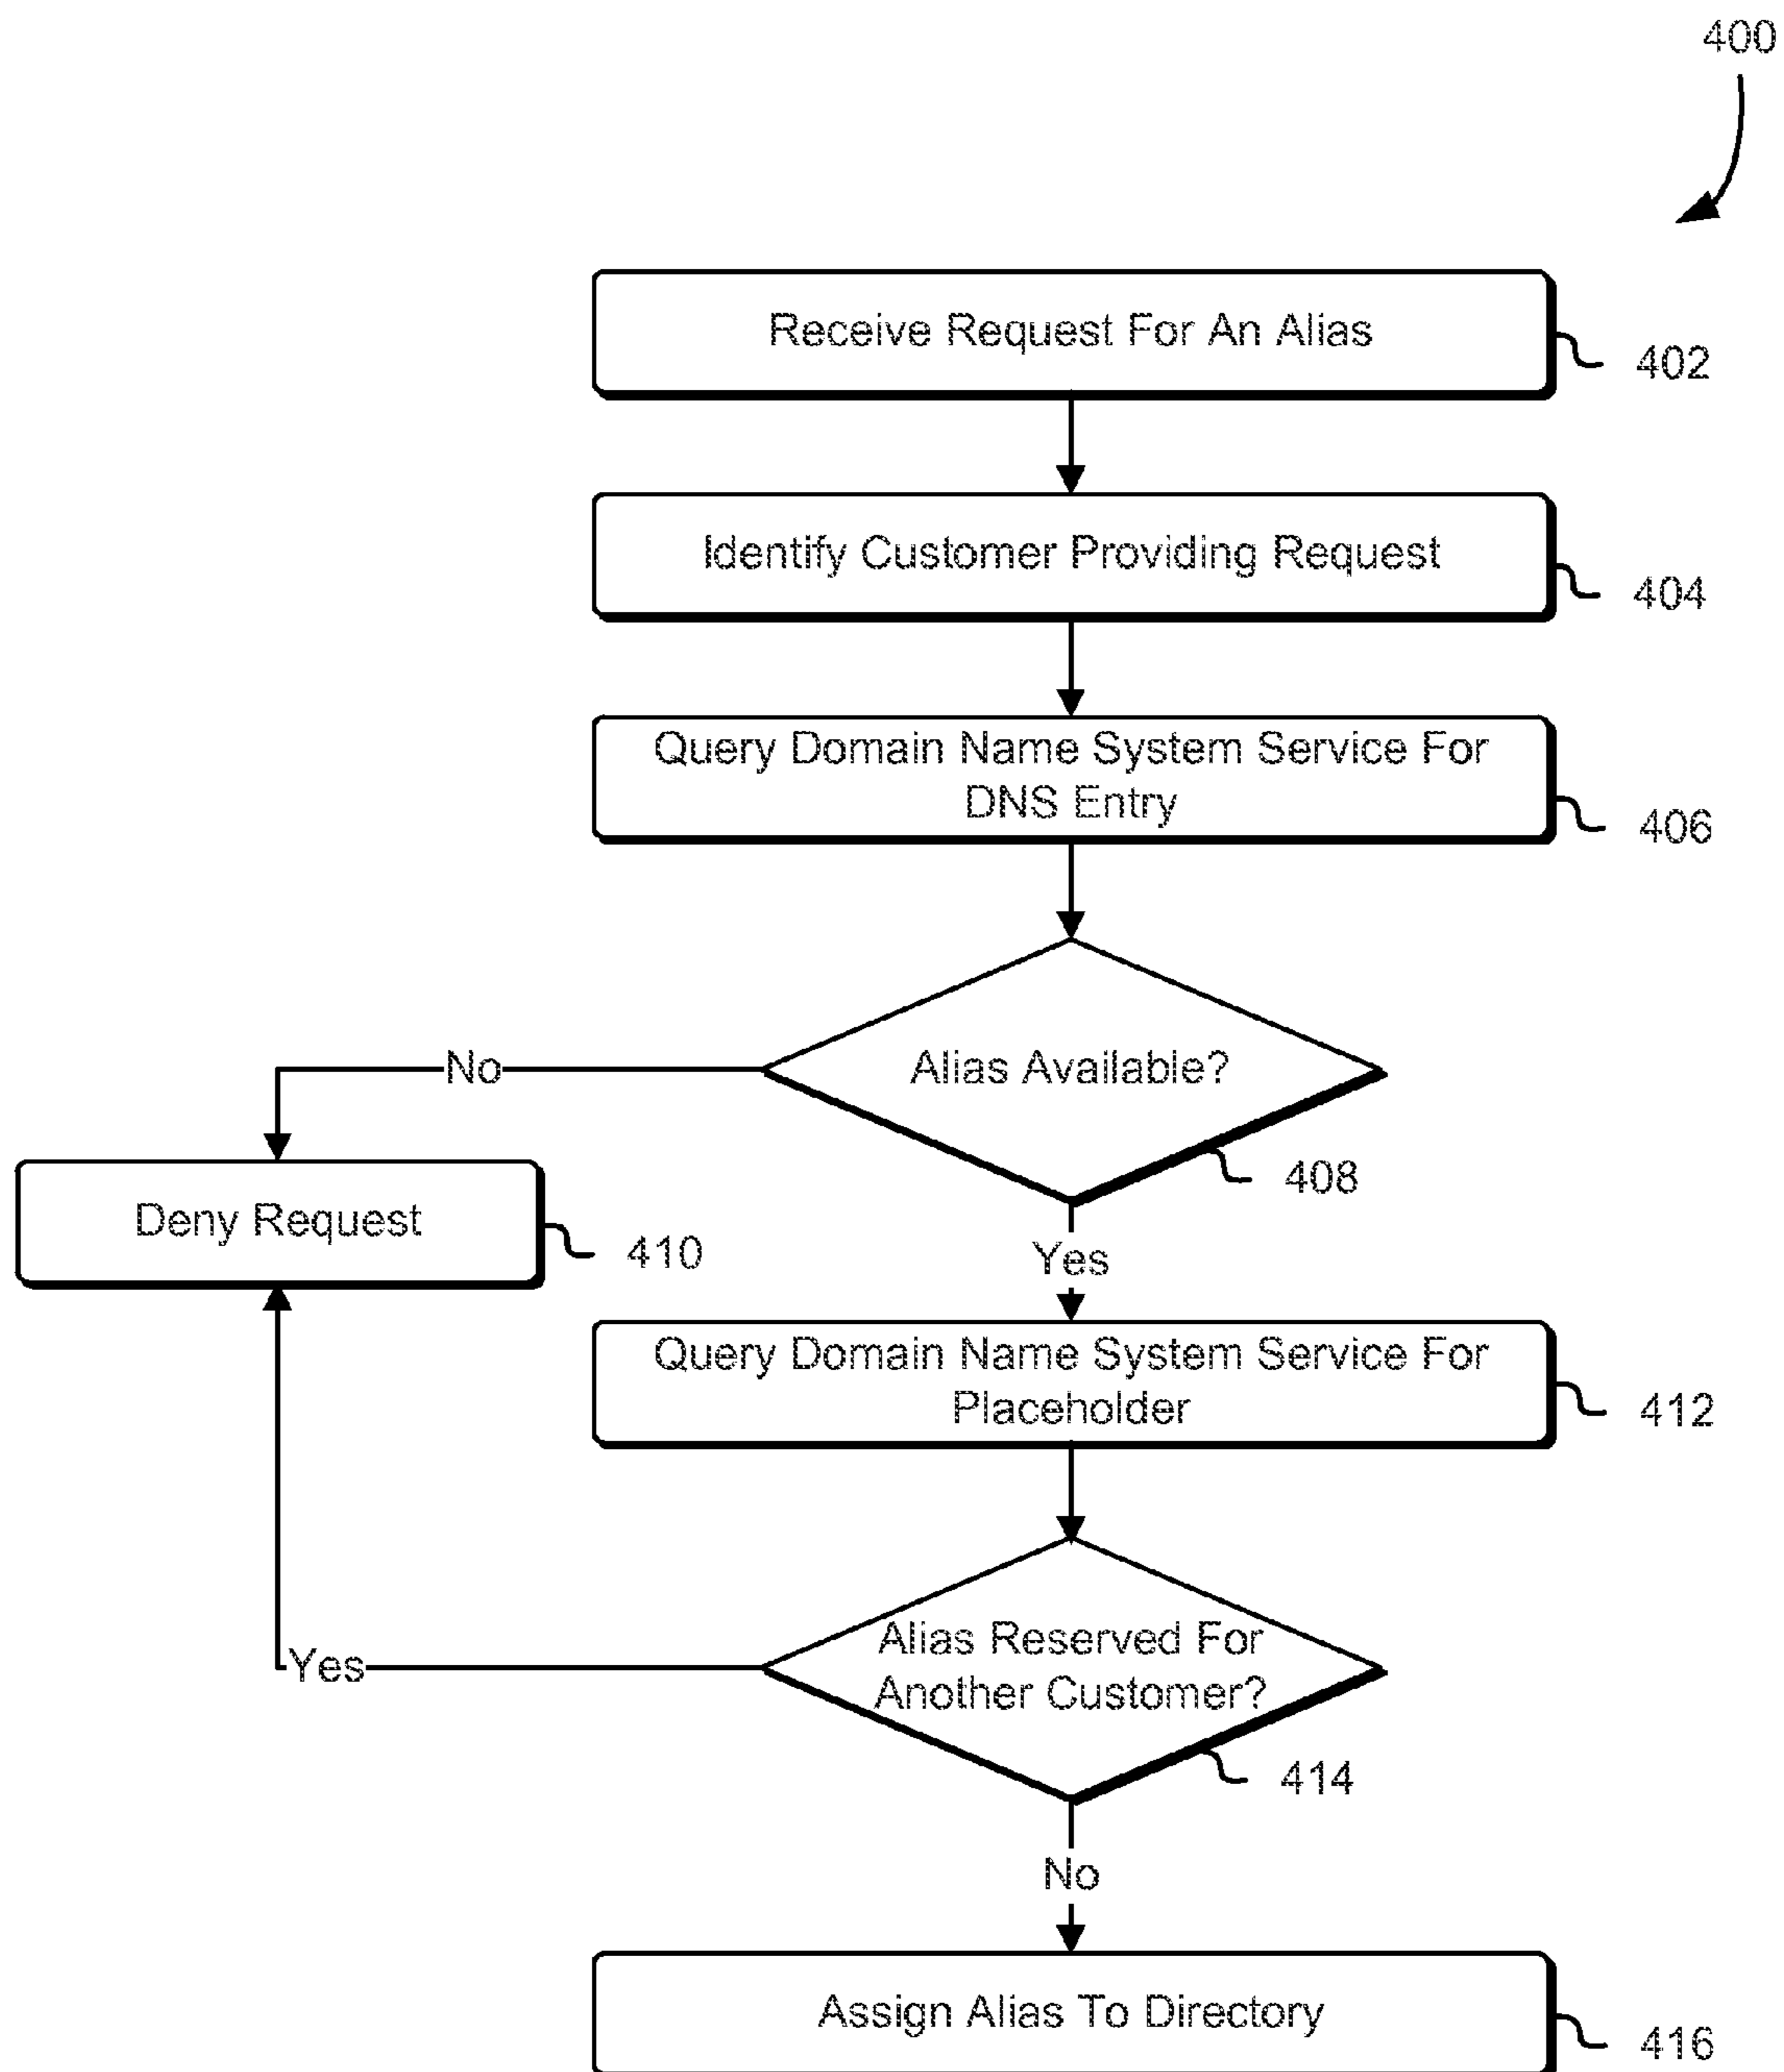 400
Receive Request For An Alias
402
Identify Customer Providing Request
404
Query Domain Name System Service For
DNS Entry
406
Alias Available?
408
No
Deny Request
410
Yes
Query Domain Name System Service For
Placeholder
412
Alias Reserved For
Another Customer?
414
Yes
No
Assign Alias To Directory
416